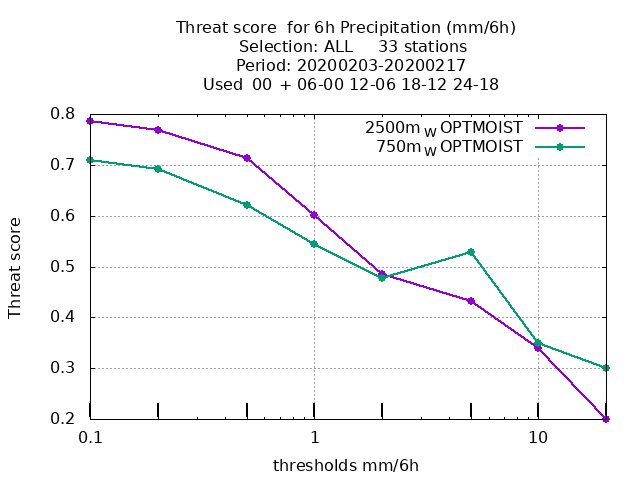 Threat score  for 6h Precipitation (mm/6h)
Selection: ALL     33 stations
Period: 20200203-20200217
Used  00  + 06-00 12-06 18-12 24-18
0.8
0.7
0.6
0.5
0.4
0.3
0.2
Threat score
2500m W OPTMOIST
750m W OPTMOIST
0.1
1
10
thresholds mm/6h